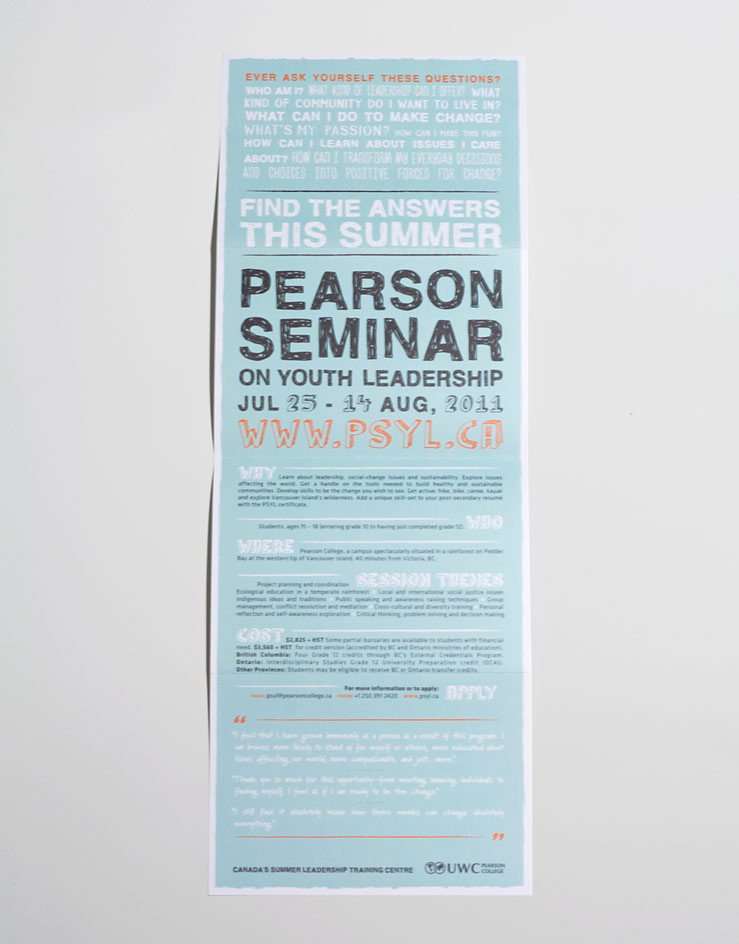 EVER ASK YOURSELF THESE QUESTIONS?
WHO AM I? WHAT KIND OF LEADERSHIP CAN I OFFER? WHAT
KIND OF COMMUNITY DO I WANT TO LIVE IN?
WHAT CAN I DO TO MAKE CHANGE?
WHAT'S MY PASSION? HOW CAN I MAKE THIS FUN?
HOW CAN I LEARN ABOUT ISSUES I CARE
ABOUT? HOW CAN I TRANSFORM MY EVERYDAY DECISIONS
AND CHOICES INTO POSITIVE FORCES FOR CHANGE?
FIND THE ANSWERS
THIS SUMMER
PEARSON
SEMINAR
ON YOUTH LEADERSHIP
JUL 25 - 14 AUG, 2011
WWW.PSYL.CA
WHY Learn about leadership, social-change issues and sustainability. Explore issues
affecting the world. Get a handle on the tools needed to build healthy and sustainable
communities. Develop skills to be the change you wish to see. Get active: hike, bike, canoe, kayak
and explore Vancouver Island's wilderness. Add a unique skill-set to your post-secondary resumé
with the PSYL certificate.
Students, ages 15 - 18 (entering grade 10 to having just completed grade 12). WHO
WHERE Pearson College, a campus spectacularly situated in a rainforest on Pedder
Bay at the western tip of Vancouver Island, 40 minutes from Victoria, BC.
Project planning and coordination SESSION THEMES
Ecological education in a temperate rainforest Local and international social justice issues
Indigenous ideas and traditions Public speaking and awareness raising techniques Group
management, conflict resolution and mediation Cross-cultural and diversity training Personal
reflection and self-awareness exploration Critical thinking, problem solving and decision making
COST $2,825 + HST Some partial bursaries are available to students with financial
need. $3,560 + HST for credit version (accredited by BC and Ontario ministries of education).
British Columbia: Four Grade 12 credits through BC's External Credentials Program.
Ontario: Interdisciplinary Studies Grade 12 University Preparation credit IDC4U.
Other Provinces: Students may be eligible to receive BC or Ontario transfer credits.
For more information or to apply: APPLY
EMAIL psyl@pearsoncollege.ca PHONE +1 250 391 2420 WWW psyl.ca
“
"I feel that I have grown immensely as a person as a result of this program. I
am braver, more likely to stand up for myself or others, more educated about
issues affecting our world, more compassionate, and just... more."
"Thank you so much for this opportunity—from meeting amazing individuals to
finding myself, I feel as if I am ready to be the change."
"I still find it absolutely insane how three weeks can change absolutely
everything."
”
CANADA'S SUMMER LEADERSHIP TRAINING CENTRE UWC PEARSON
COLLEGE